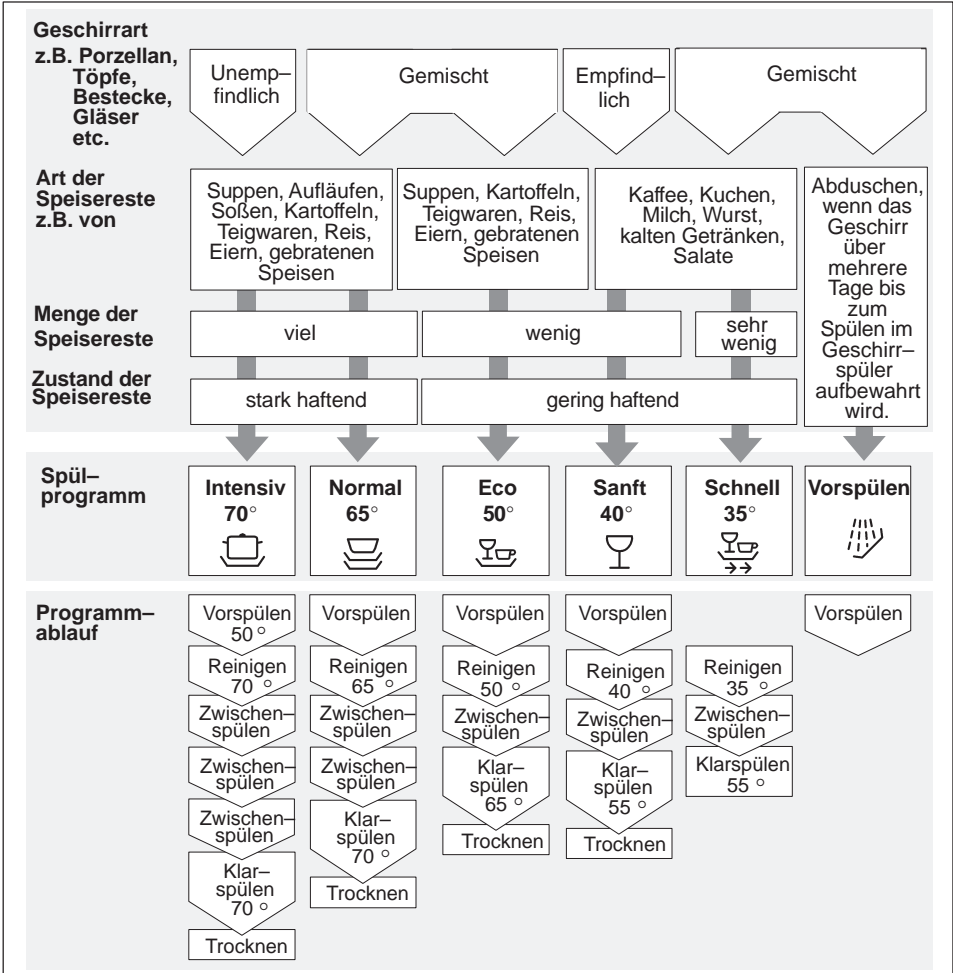 Geschirrart
z.B. Porzellan,
Töpfe,
Bestecke,
Gläser
etc.
Unemp–
findlich
Gemischt
Empfind–
lich
Gemischt
Art der
Speisereste
z.B. von
Suppen, Aufläufen,
Soßen, Kartoffeln,
Teigwaren, Reis,
Eiern, gebratenen
Speisen
Suppen, Kartoffeln,
Teigwaren, Reis,
Eiern, gebratenen
Speisen
Kaffee, Kuchen,
Milch, Wurst,
kalten Getränken,
Salate
Abduschen,
wenn das
Geschirr
über
mehrere
Tage bis
zum
Spülen im
Geschirr–
spüler
aufbewahrt
wird.
Menge der
Speisereste
viel
wenig
sehr
wenig
Zustand der
Speisereste
stark haftend
gering haftend
Spül–
programm
Intensiv
70°
Normal
65°
Eco
50°
Sanft
40°
Schnell
35°
Vorspülen
Programm–
ablauf
Vorspülen
50 °
Reinigen
70 °
Zwischen–
spülen
Zwischen–
spülen
Zwischen–
spülen
Klar–
spülen
70 °
Trocknen
Vorspülen
Reinigen
65 °
Zwischen–
spülen
Zwischen–
spülen
Klar–
spülen
70 °
Trocknen
Vorspülen
Reinigen
50 °
Zwischen–
spülen
Klar–
spülen
65 °
Trocknen
Vorspülen
Reinigen
40 °
Zwischen–
spülen
Klar–
spülen
55 °
Trocknen
Reinigen
35 °
Zwischen–
spülen
Klarspülen
55 °
Vorspülen